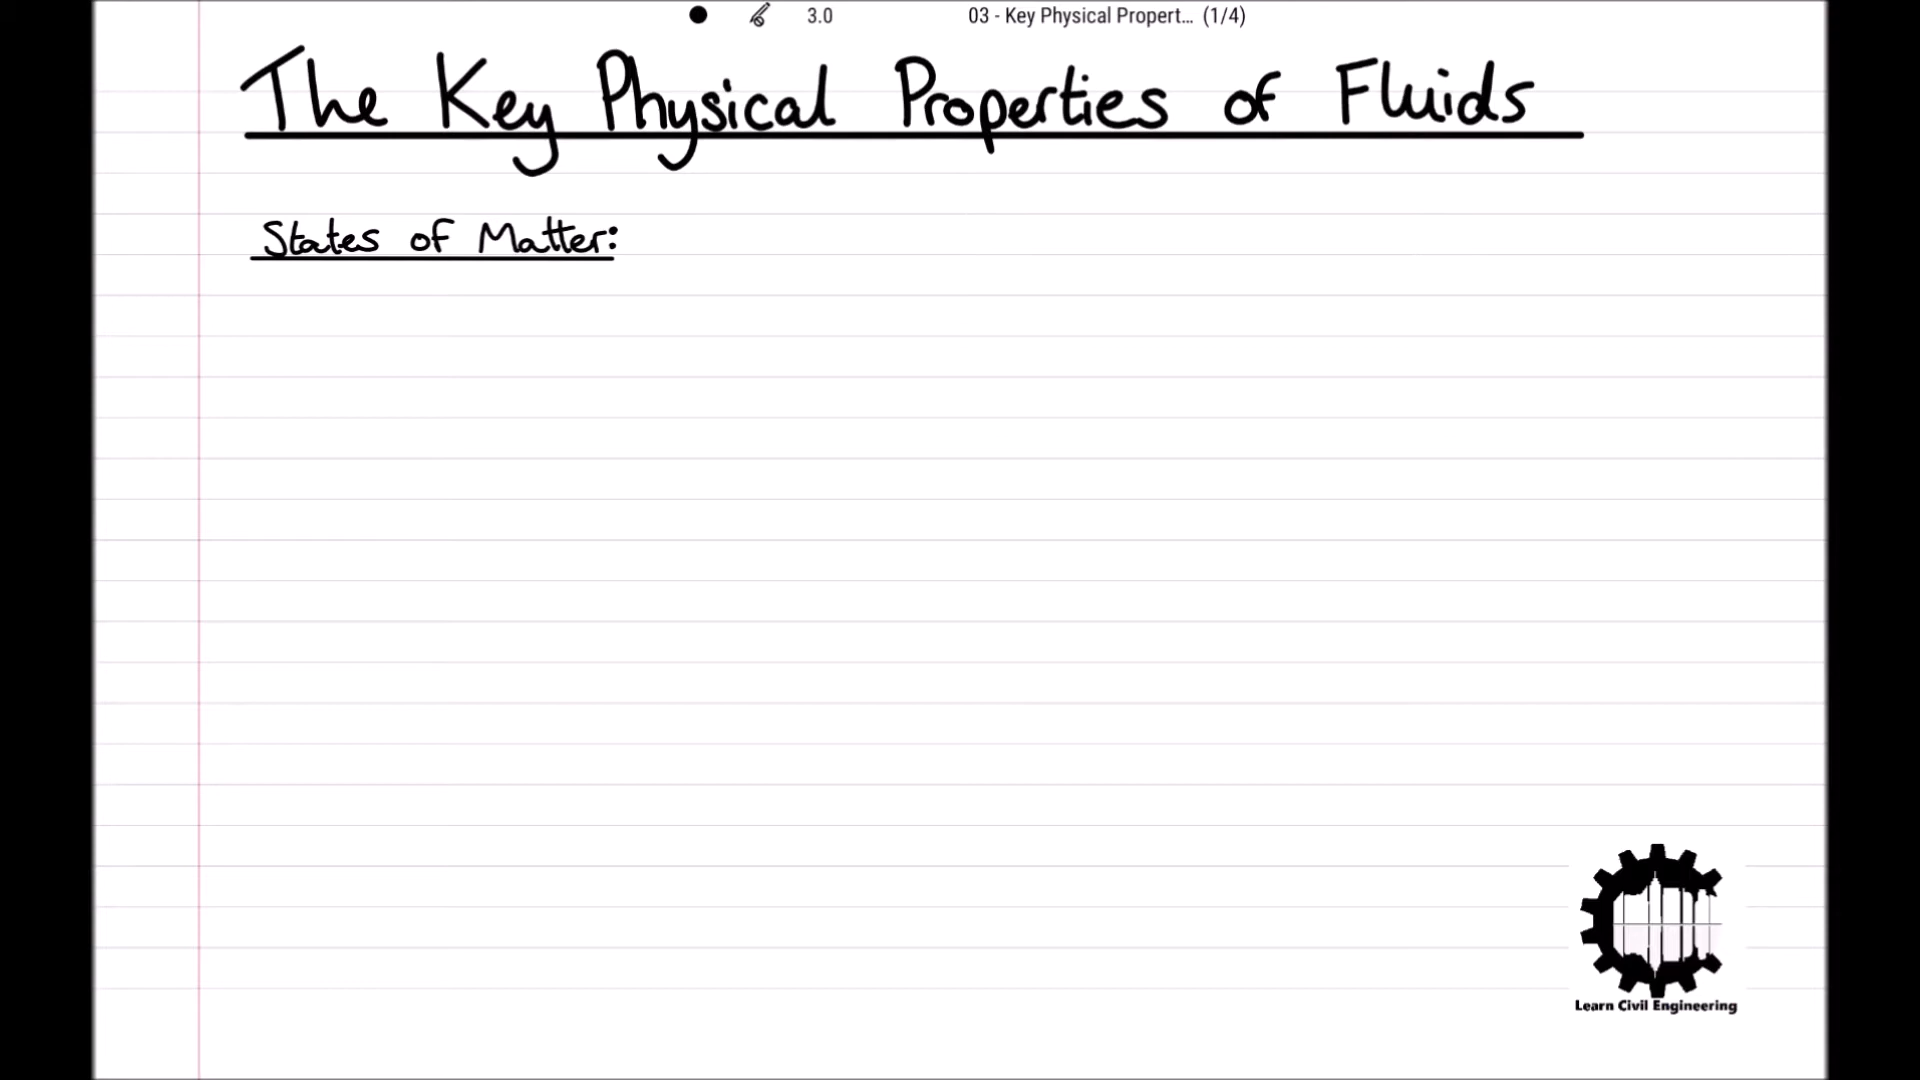 3.0 03 - Key Physical Propert... (1/4)
The Key Physical Properties of Fluids
States of Matter:
Learn Civil Engineering